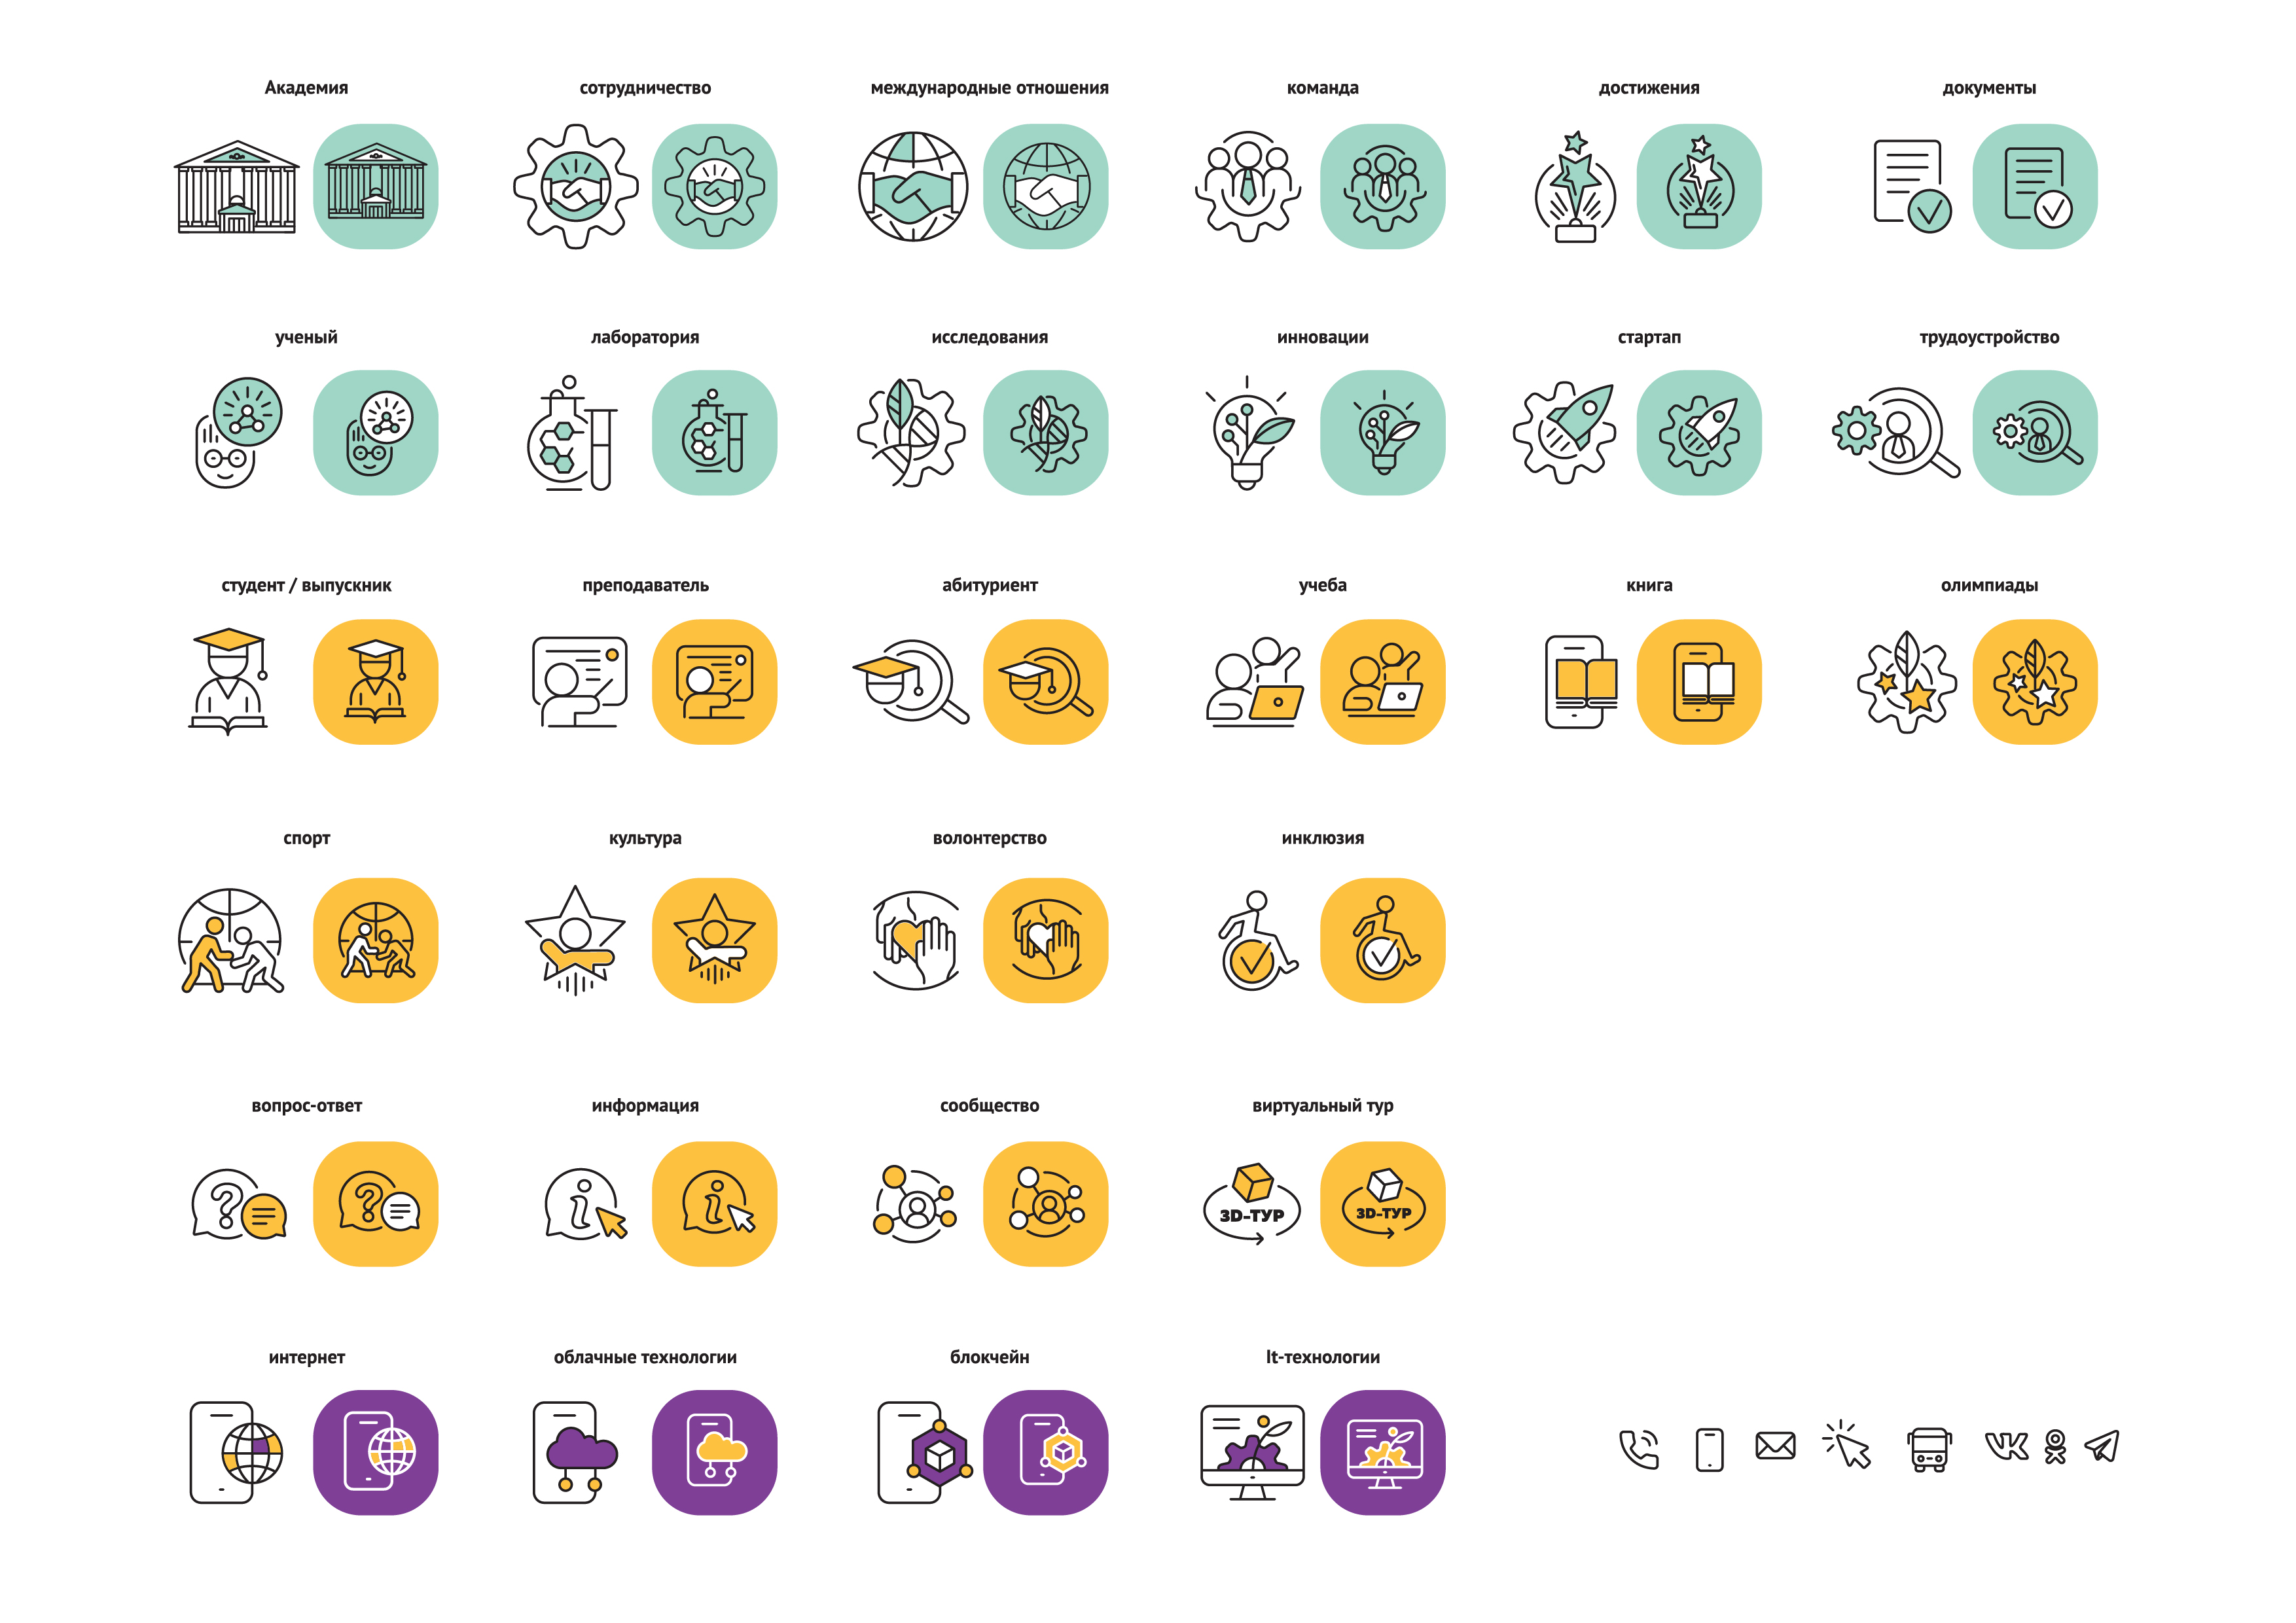 Академия
сотрудничество
международные отношения
команда
достижения
документы
ученый
лаборатория
исследования
инновации
стартап
трудоустройство
студент / выпускник
преподаватель
абитуриент
учеба
книга
олимпиады
спорт
культура
волонтерство
инклюзия
вопрос-ответ
информация
сообщество
виртуальный тур
3D-ТУР
3D-ТУР
интернет
облачные технологии
блокчейн
It-технологии